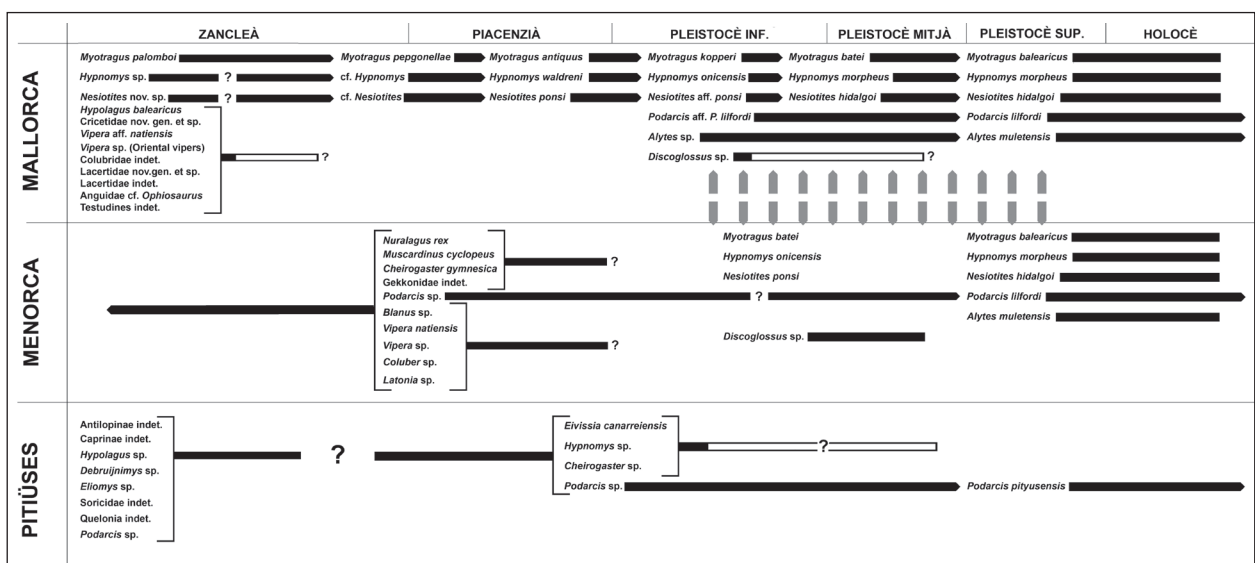 ZANCLEÀ PIACENZIÀ PLEISTOCÈ INF. PLEISTOCÈ MITJÀ PLEISTOCÈ SUP. HOLOCÈ
MALLORCA
Myotragus palomboi Myotragus pepgonellae Myotragus antiquus Myotragus kopperi Myotragus batei Myotragus balearicus
Hypnomys sp. ? cf. Hypnomys Hypnomys waldreni Hypnomys onicensis Hypnomys morpheus Hypnomys morpheus
Nesiotites nov. sp. ? cf. Nesiotites Nesiotites ponsi Nesiotites aff. ponsi Nesiotites hidalgoi Nesiotites hidalgoi
Hypolagus balearicus
Cricetidae nov. gen. et sp. Podarcis aff. P. lilfordi Podarcis lilfordi
Vipera aff. natiensis
Vipera sp. (Oriental vipers) Alytes sp. Alytes muletensis
Colubridae indet. ? Discoglossus sp. ?
Lacertidae nov.gen. et sp.
Lacertidae indet.
Anguidae cf. Ophiosaurus
Testudines indet.
MENORCA
Nuralagus rex Myotragus batei Myotragus balearicus
Muscardinus cyclopeus ? Hypnomys onicensis Hypnomys morpheus
Cheirogaster gymnesica Nesiotites ponsi Nesiotites hidalgoi
Gekkonidae indet.
Podarcis sp. ? Podarcis lilfordi
Blanus sp. Alytes muletensis
Vipera natiensis Discoglossus sp.
Vipera sp. ?
Coluber sp.
Latonia sp.
PITIÜSES
Antilopinae indet. Eivissia canarreiensis
Caprinae indet. Hypnomys sp. ?
Hypolagus sp. ? Cheirogaster sp.
Debruijnimys sp. Podarcis sp. Podarcis pityusensis
Eliomys sp.
Soricidae indet.
Quelonia indet.
Podarcis sp.